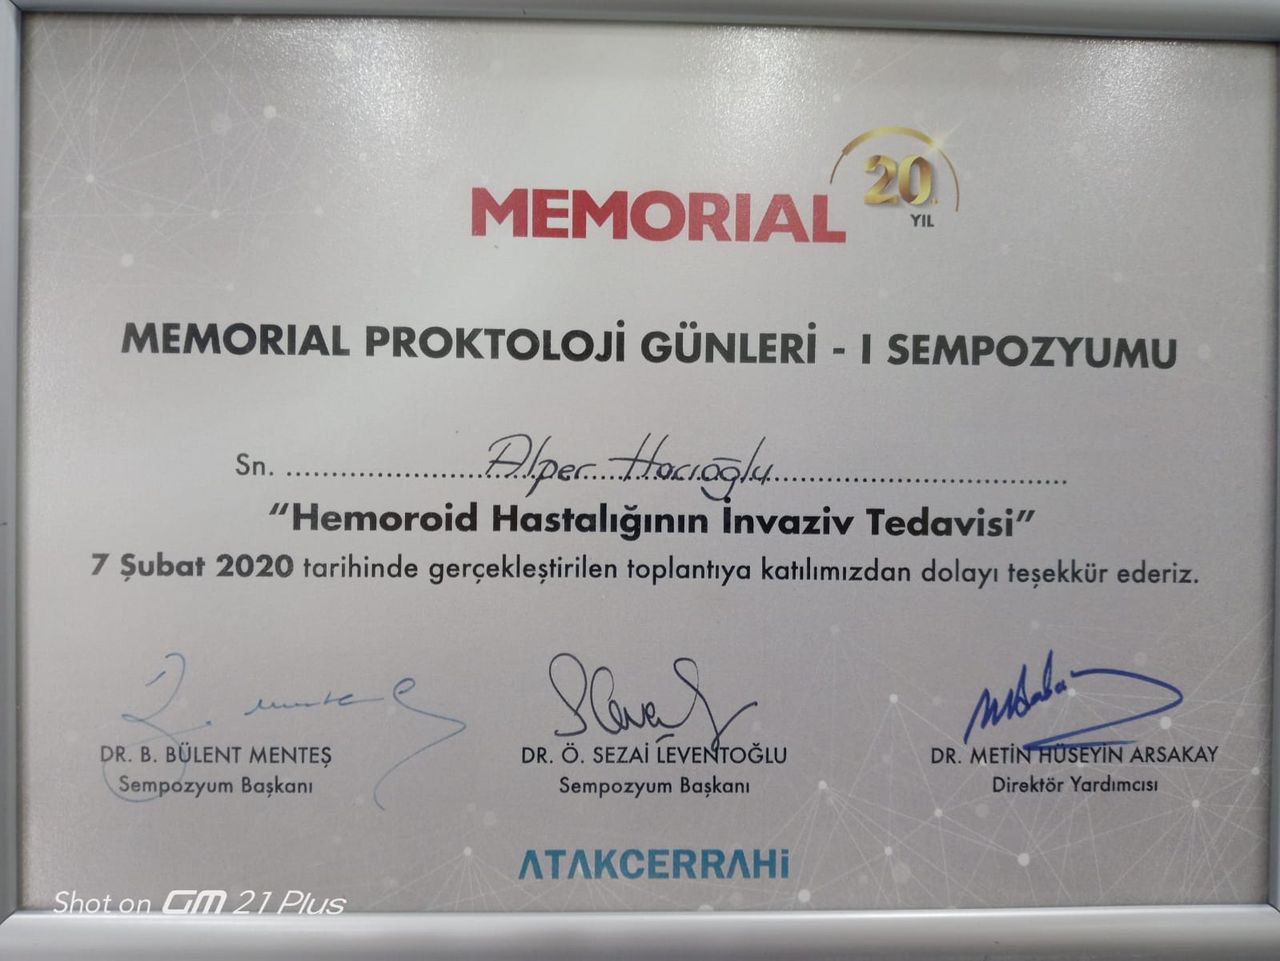 MEMORIAL
20.
YIL
MEMORIAL PROKTOLOJİ GÜNLERİ - I SEMPOZYUMU
Sn. Alper Hacıoğlu
“Hemoroid Hastalığının İnvaziv Tedavisi”
7 Şubat 2020 tarihinde gerçekleştirilen toplantıya katılımızdan dolayı teşekkür ederiz.
DR. B. BÜLENT MENTEŞ
Sempozyum Başkanı
DR. Ö. SEZAİ LEVENTOĞLU
Sempozyum Başkanı
DR. METİN HÜSEYİN ARSAKAY
Direktör Yardımcısı
ATAKCERRAHi
Shot on GM 21 Plus